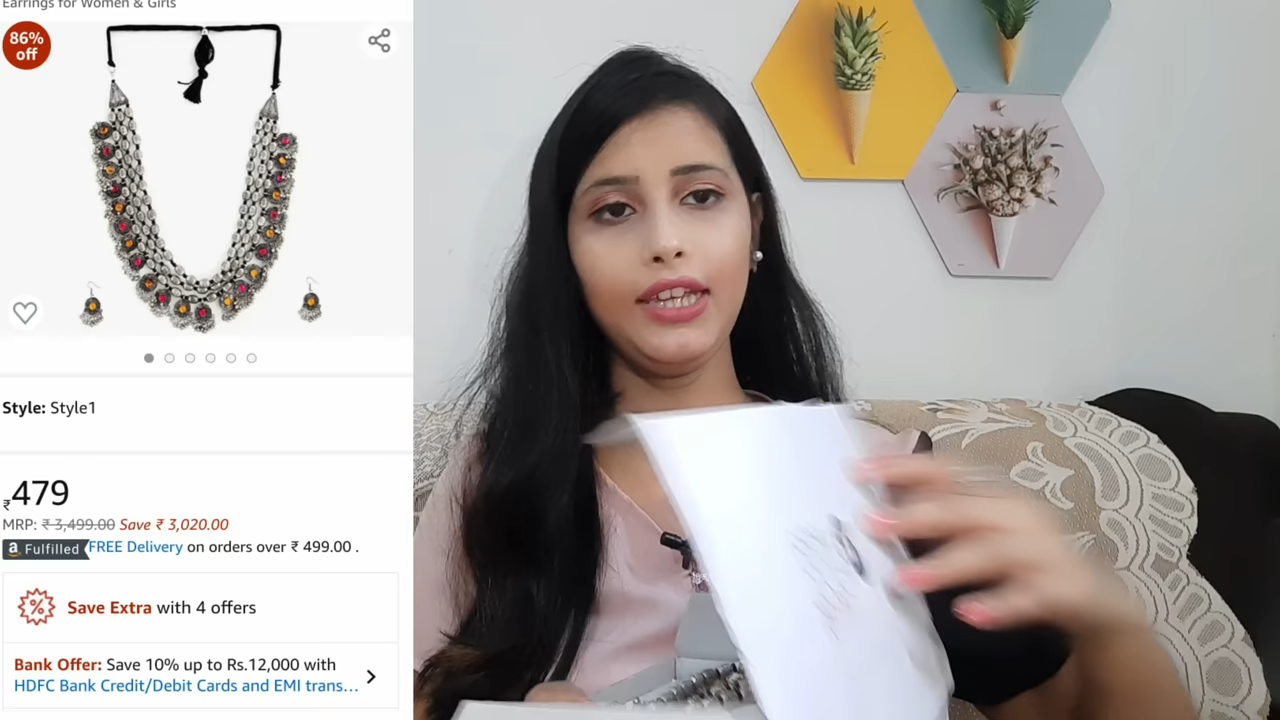 Earrings for Women & Girls
86%
off
Style: Style1
₹479
MRP: ₹ 3,499.00 Save ₹ 3,020.00
a Fulfilled FREE Delivery on orders over ₹ 499.00 .
Save Extra with 4 offers
Bank Offer: Save 10% up to Rs.12,000 with
HDFC Bank Credit/Debit Cards and EMI trans…